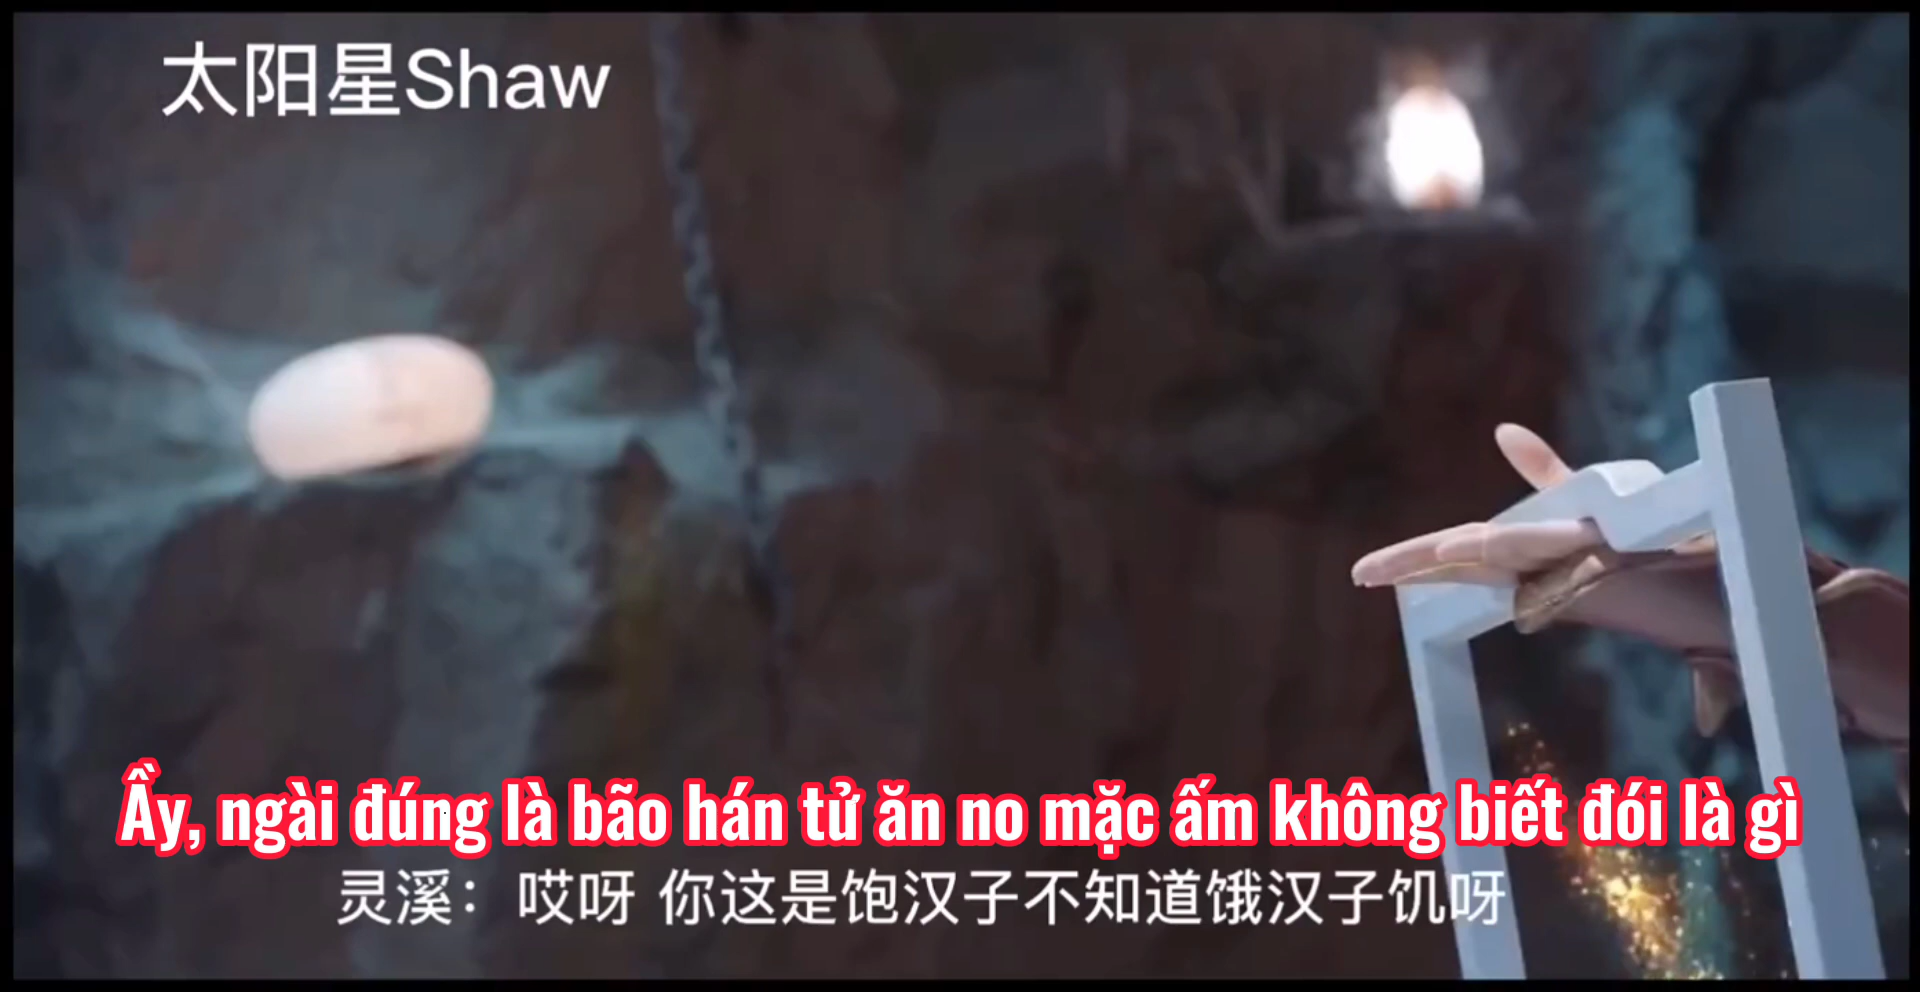 太阳星Shaw
Ầy, ngài đúng là bão hán tử ăn no mặc ấm không biết đói là gì
灵溪：哎呀 你这是饱汉子不知道饿汉子饥呀